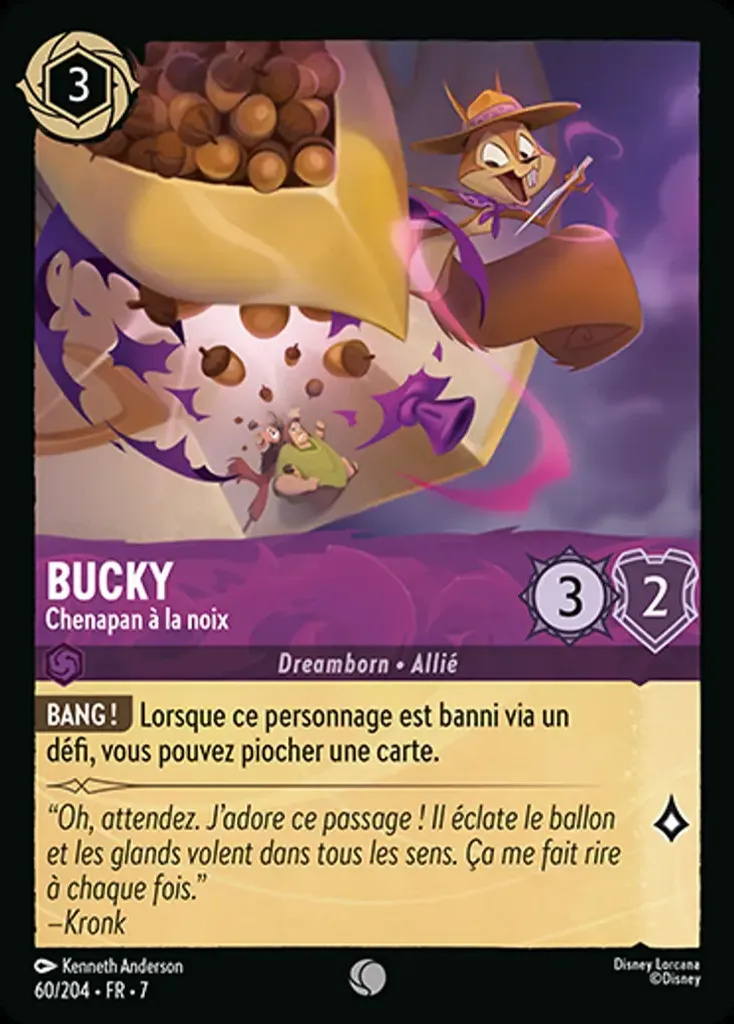 3
BUCKY
Chenapan à la noix
3
2
Dreamborn • Allié
BANG ! Lorsque ce personnage est banni via un
défi, vous pouvez piocher une carte.
“Oh, attendez. J’adore ce passage ! Il éclate le ballon
et les glands volent dans tous les sens. Ça me fait rire
à chaque fois.”
–Kronk
Kenneth Anderson
60/204 • FR • 7
Disney Lorcana
©Disney